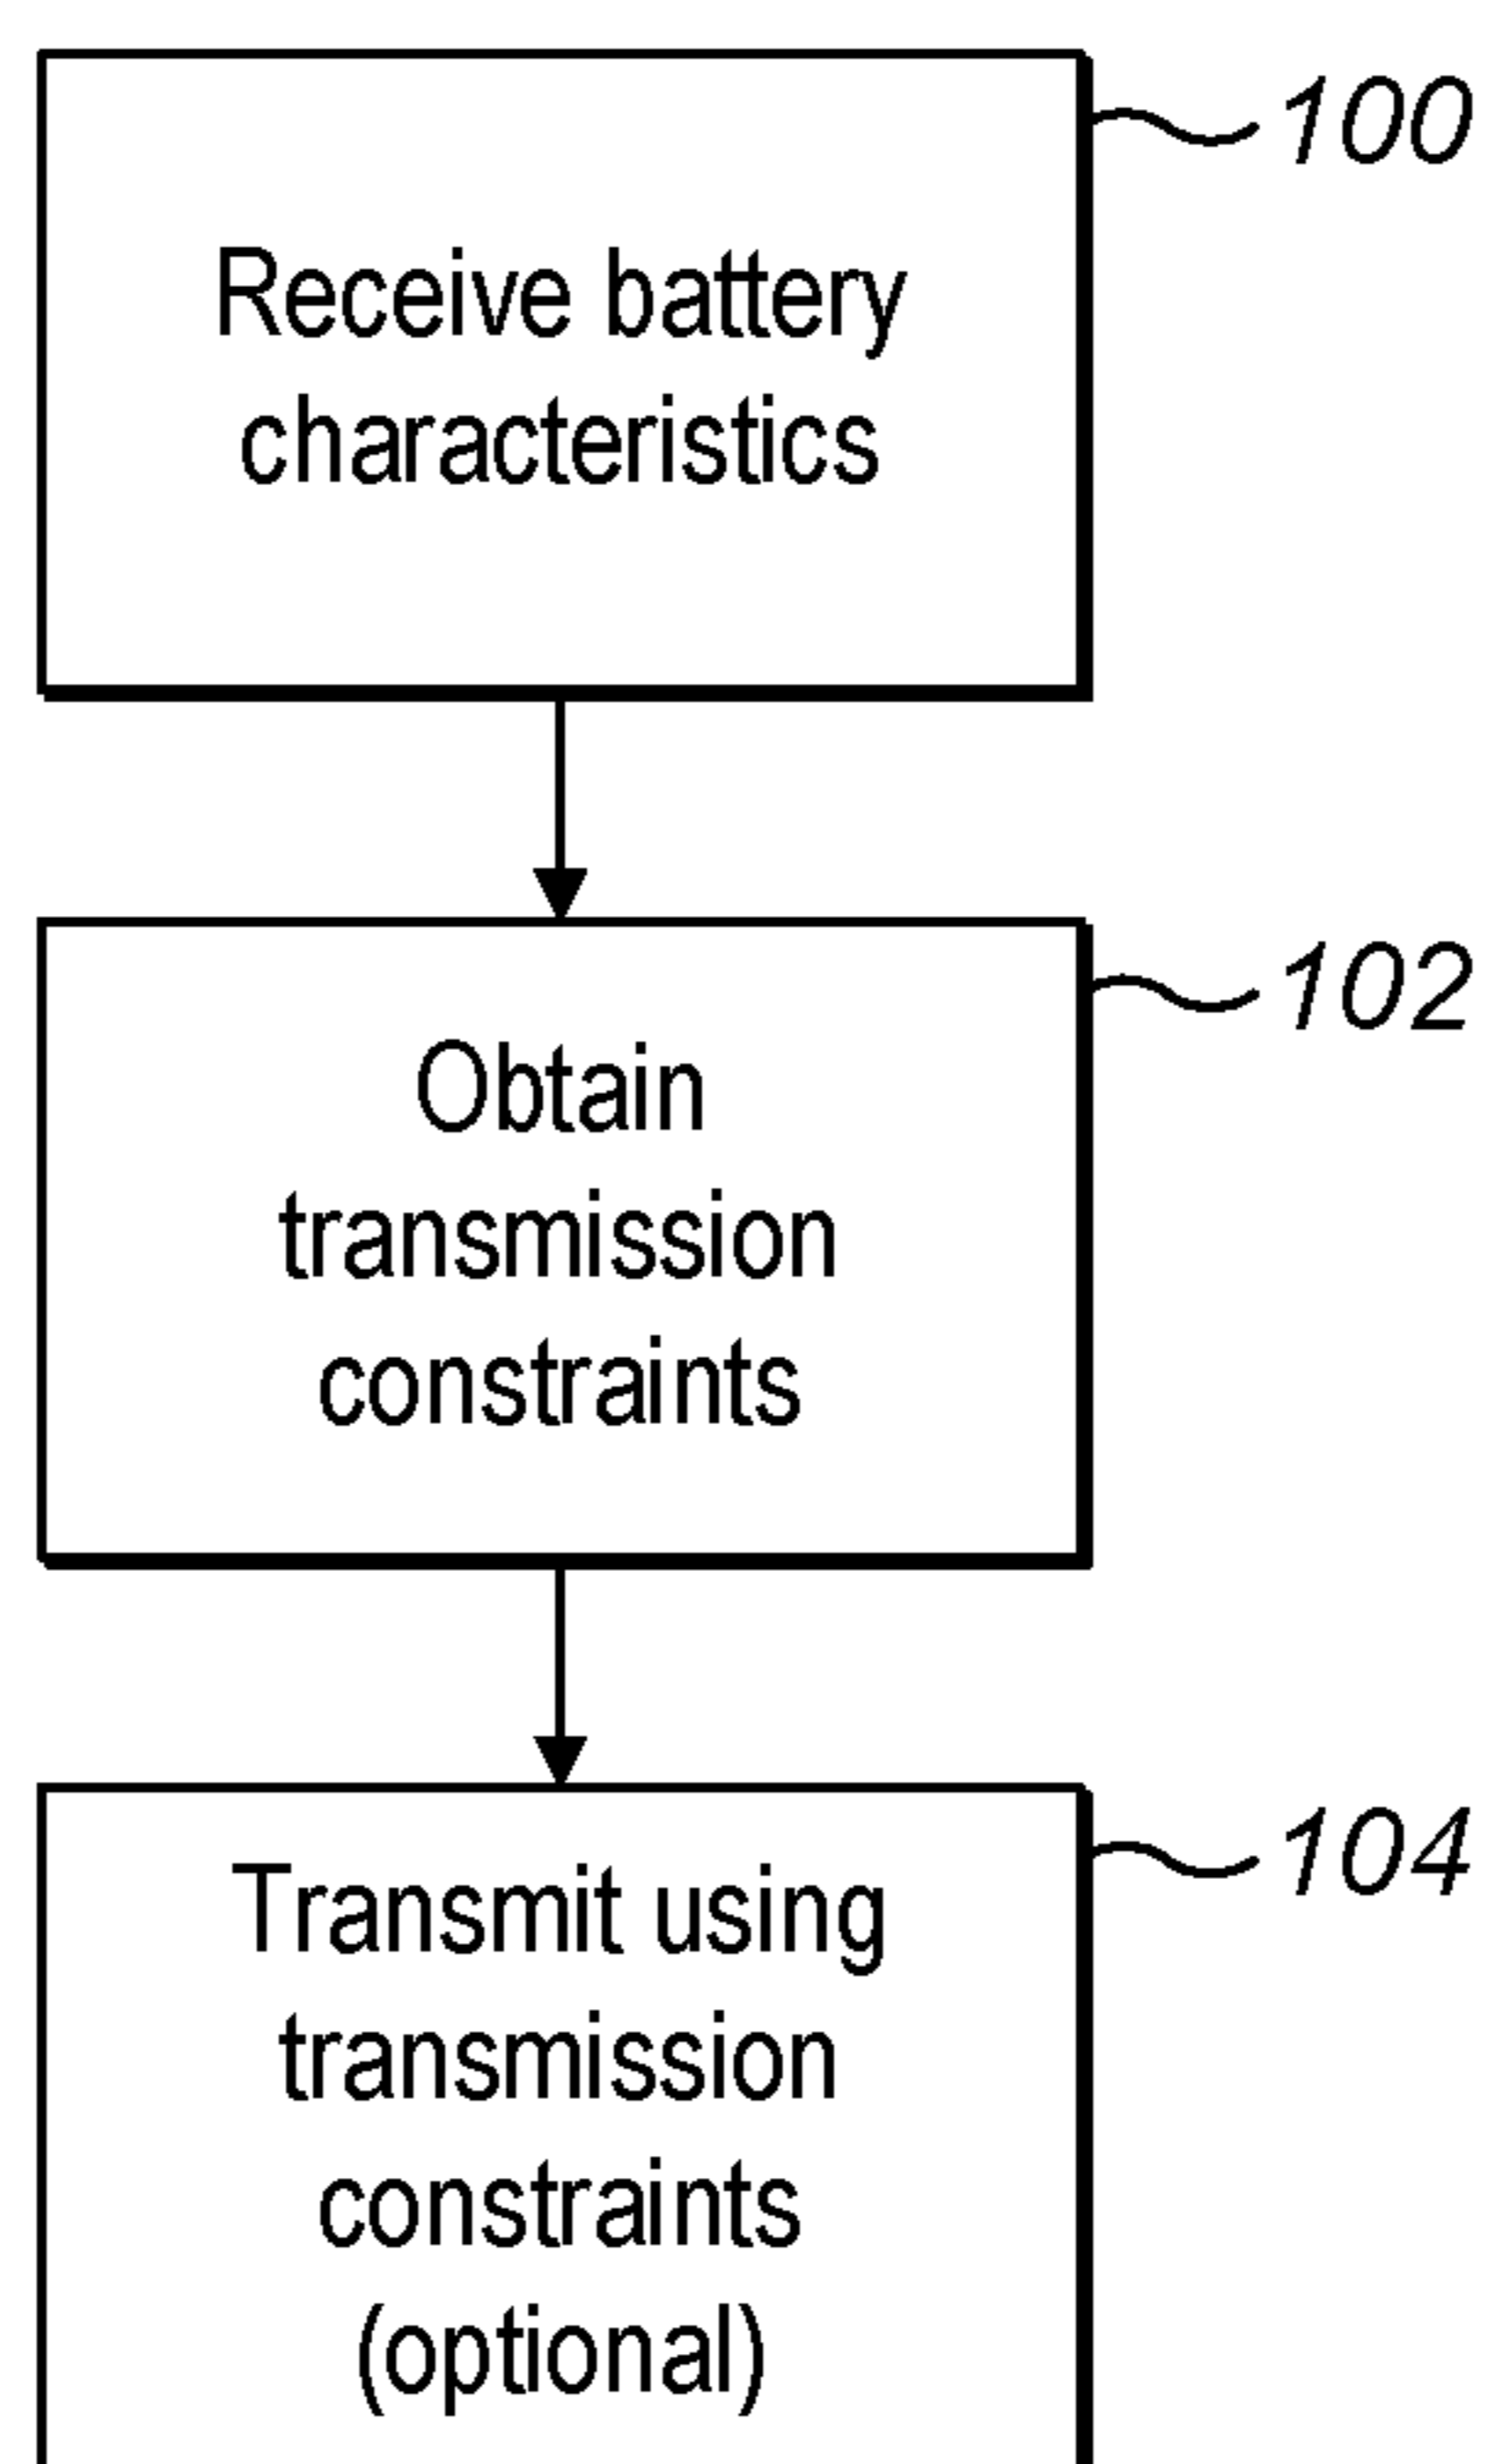 100
Receive battery
characteristics
102
Obtain
transmission
constraints
104
Transmit using
transmission
constraints
(optional)